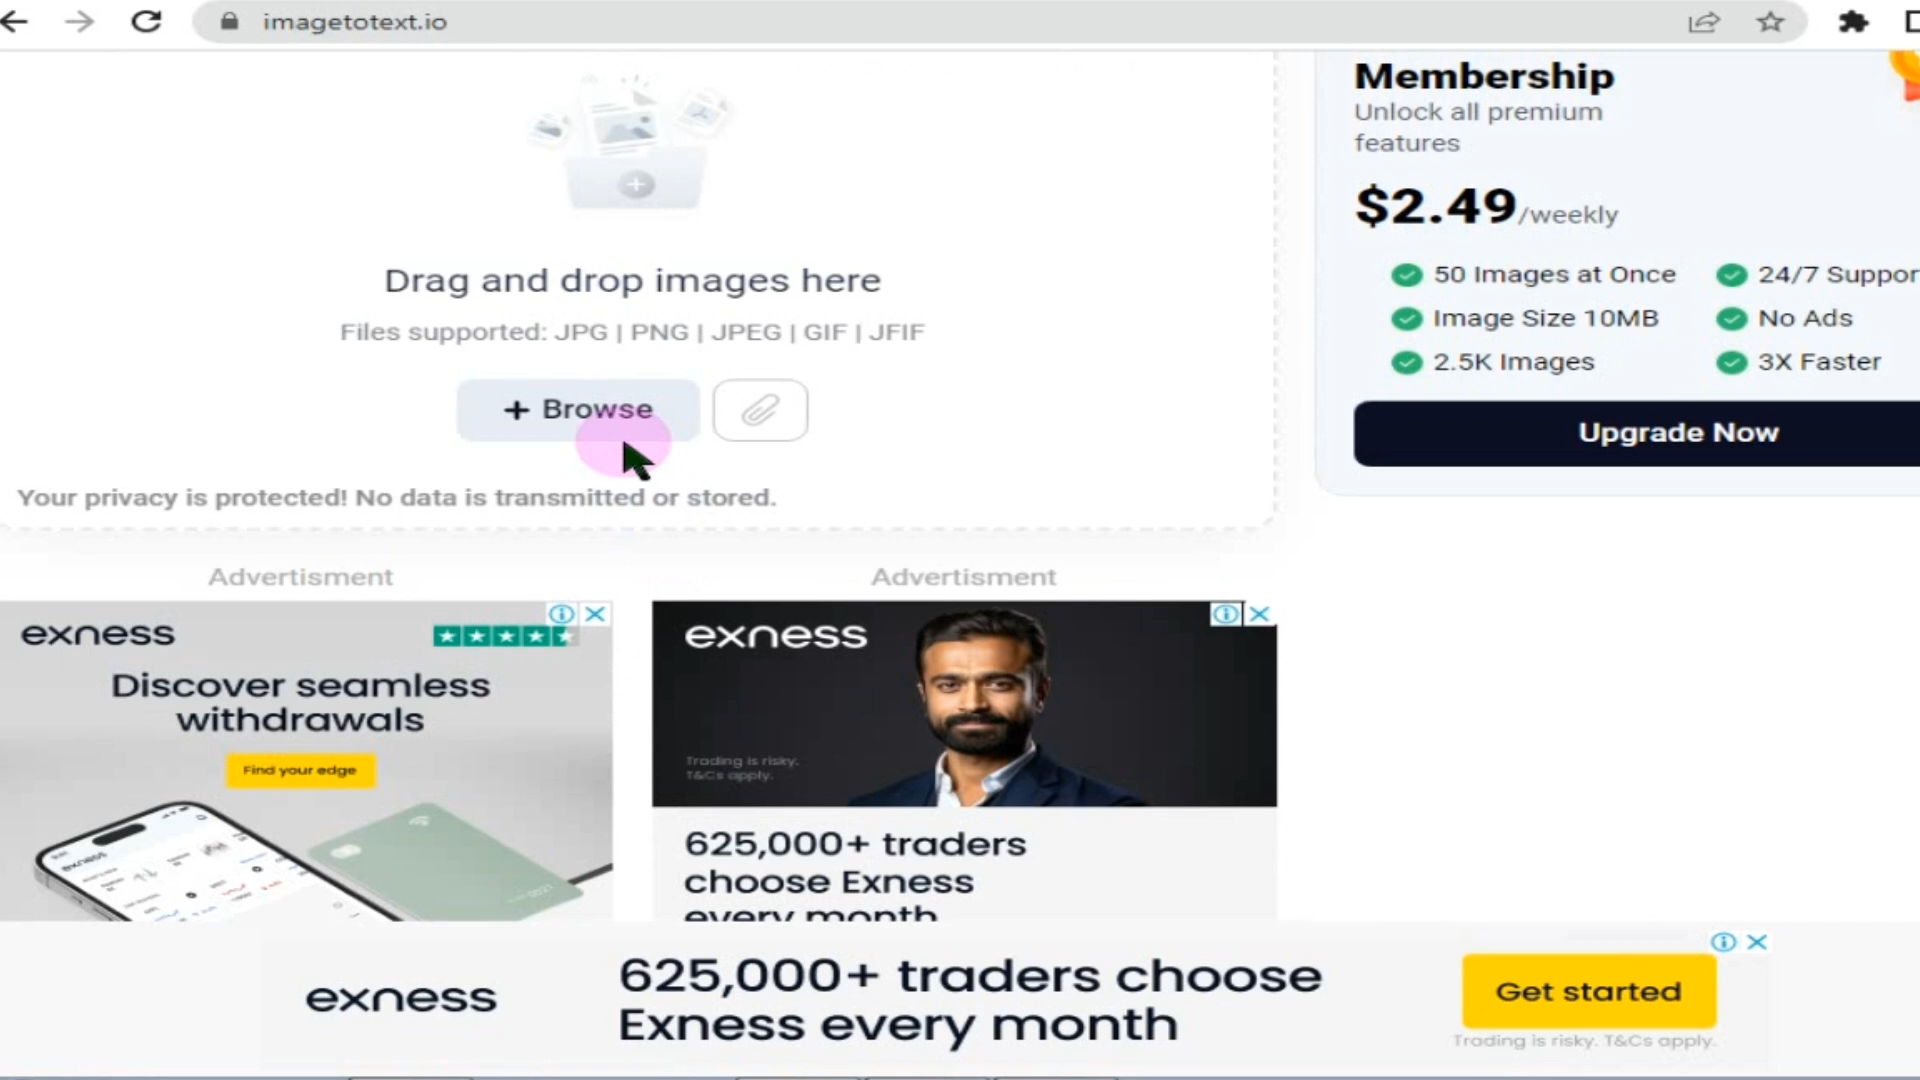 imagetotext.io
Membership
Unlock all premium
features
$2.49/weekly
50 Images at Once
24/7 Suppor
Image Size 10MB
No Ads
2.5K Images
3X Faster
Upgrade Now
Drag and drop images here
Files supported: JPG | PNG | JPEG | GIF | JFIF
+ Browse
Your privacy is protected! No data is transmitted or stored.
Advertisment
exness
Discover seamless
withdrawals
Find your edge
exness
Advertisment
exness
Trading is risky.
T&Cs apply.
625,000+ traders
choose Exness
every month
exness
625,000+ traders choose
Exness every month
Get started
Trading is risky. T&Cs apply.